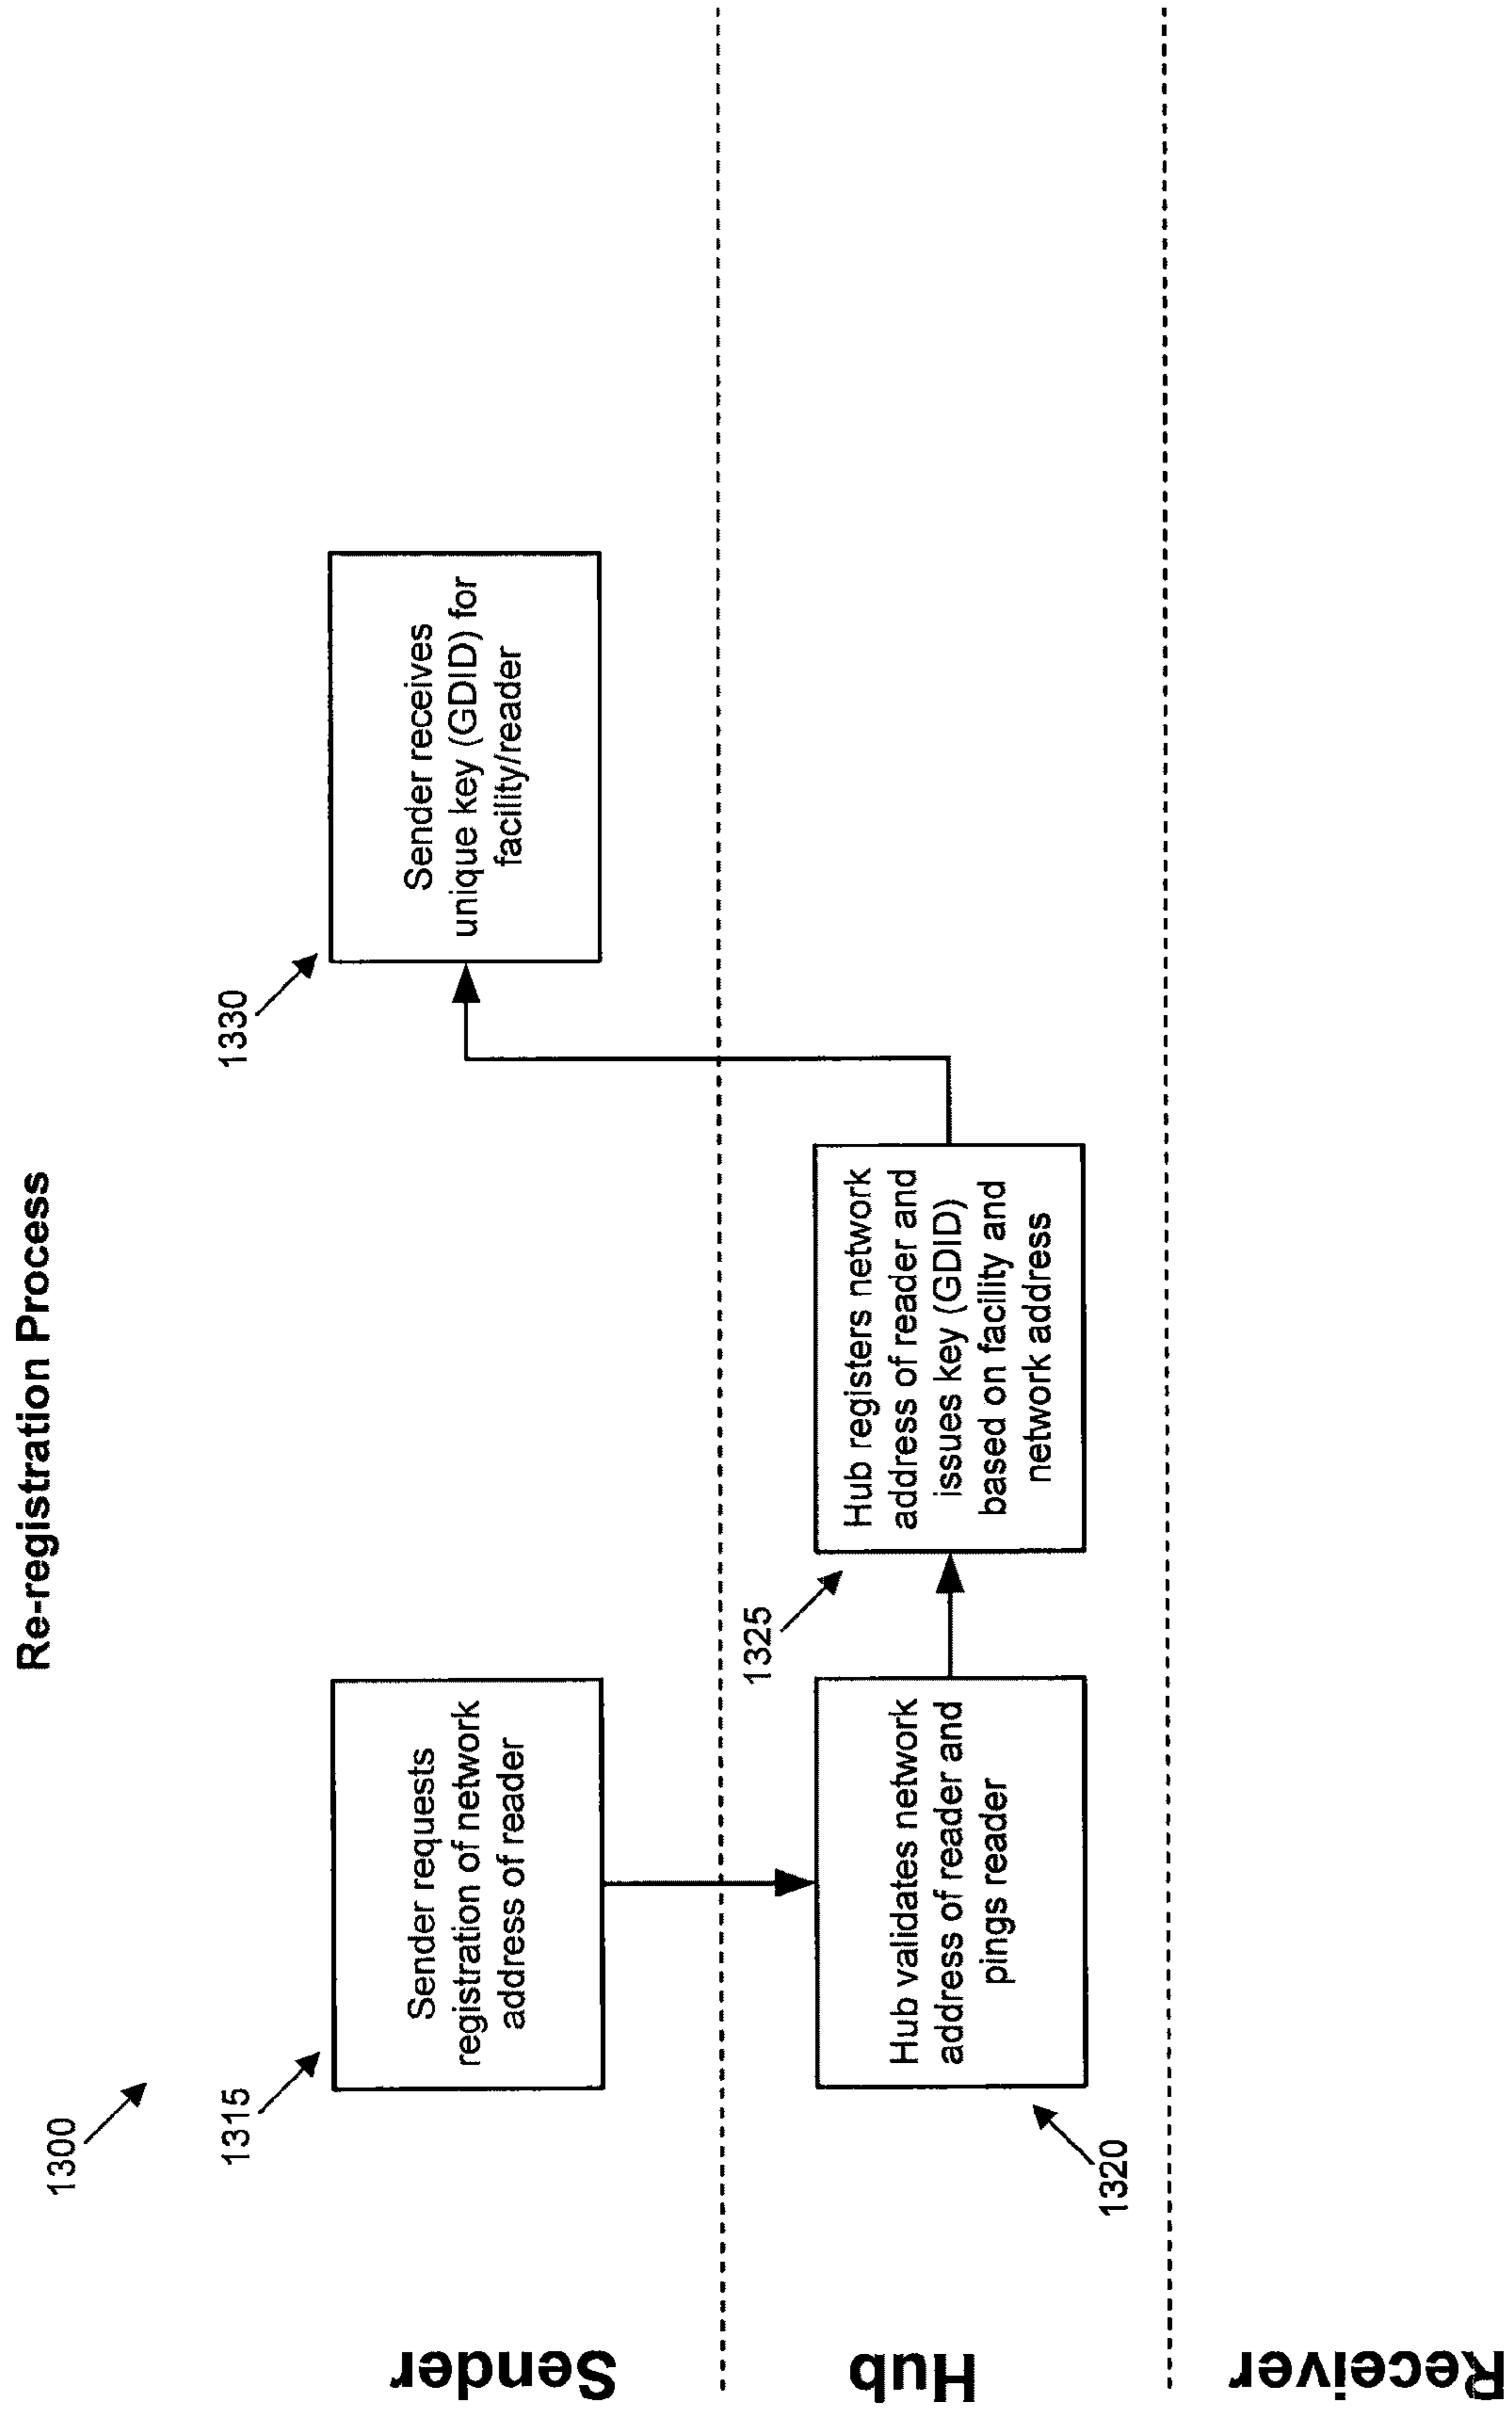 Re-registration Process
1300
1315
Sender requests
registration of network
address of reader
1330
Sender receives
unique key (GDID) for
facility/reader
Sender
1320
Hub validates network
address of reader and
pings reader
1325
Hub registers network
address of reader and
issues key (GDID)
based on facility and
network address
Hub
Receiver